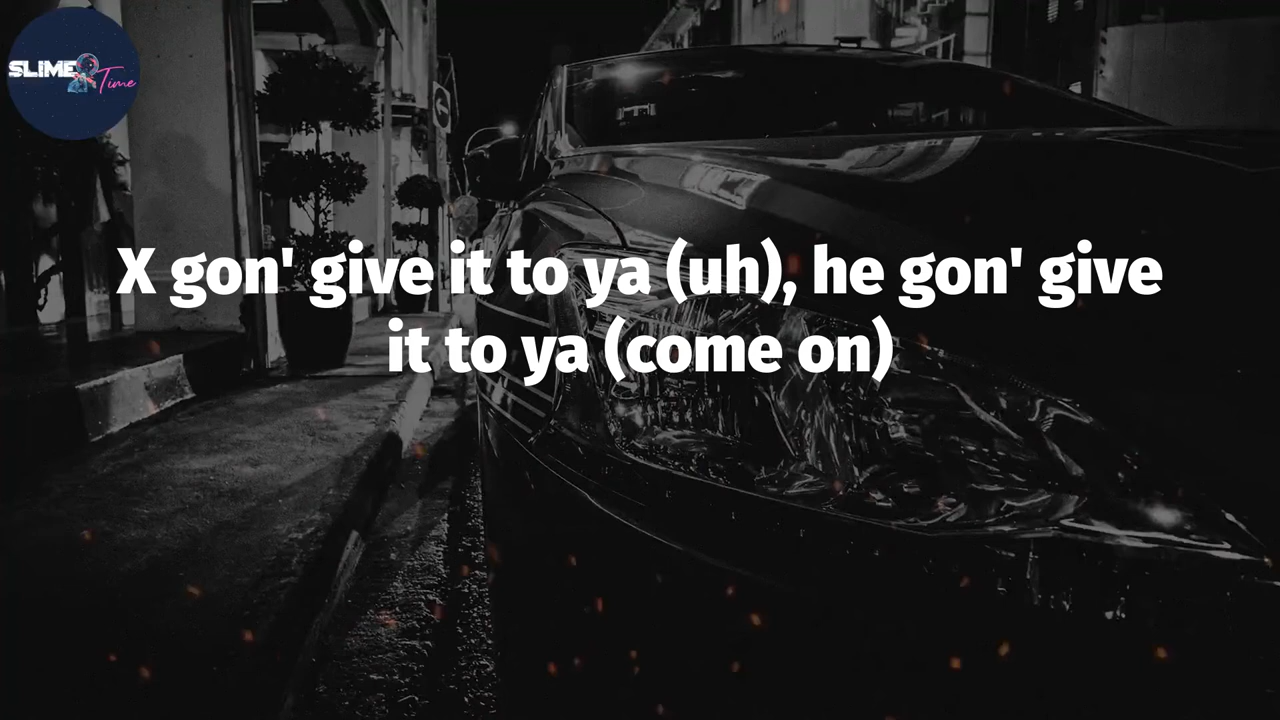 SLIME
Time
X gon' give it to ya (uh), he gon' give
it to ya (come on)